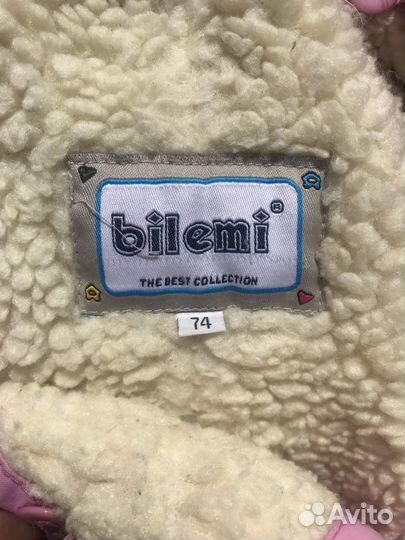 bilemi®
THE BEST COLLECTION
74
Avito